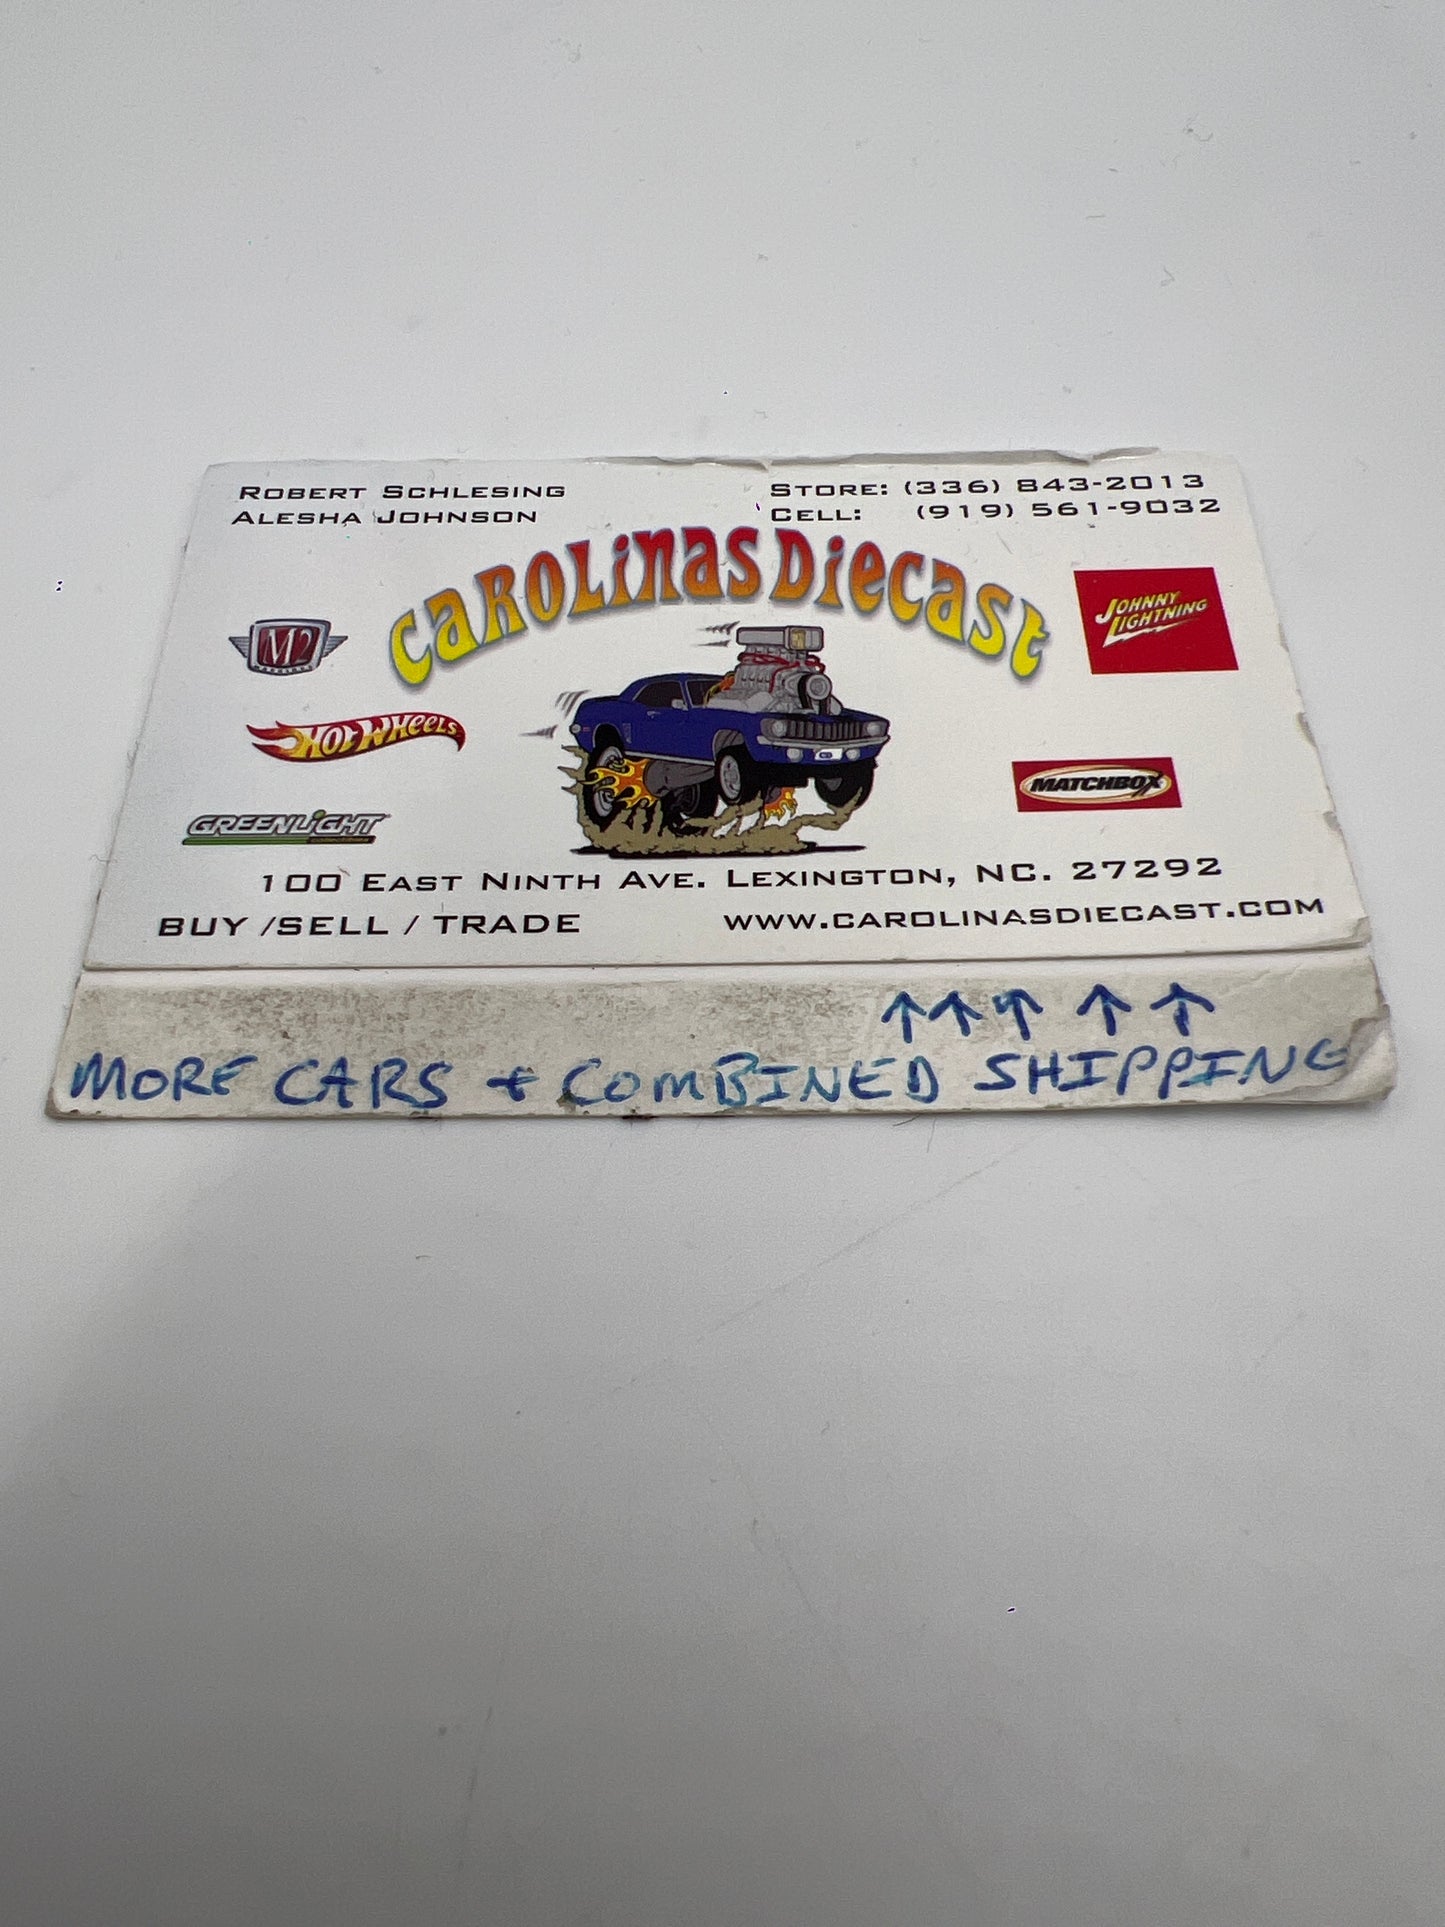 ROBERT SCHLESING
ALESHA JOHNSON
STORE: (336) 843-2013
CELL: (919) 561-9032
CAROLINAS DIECAST
M2
JOHNNY
LIGHTNING
HOT WHEELS
MATCHBOX
GREENLIGHT
100 EAST NINTH AVE. LEXINGTON, NC. 27292
BUY /SELL / TRADE
WWW.CAROLINASDIECAST.COM
↑ ↑ ↑ ↑ ↑
MORE CARS + COMBINED SHIPPING